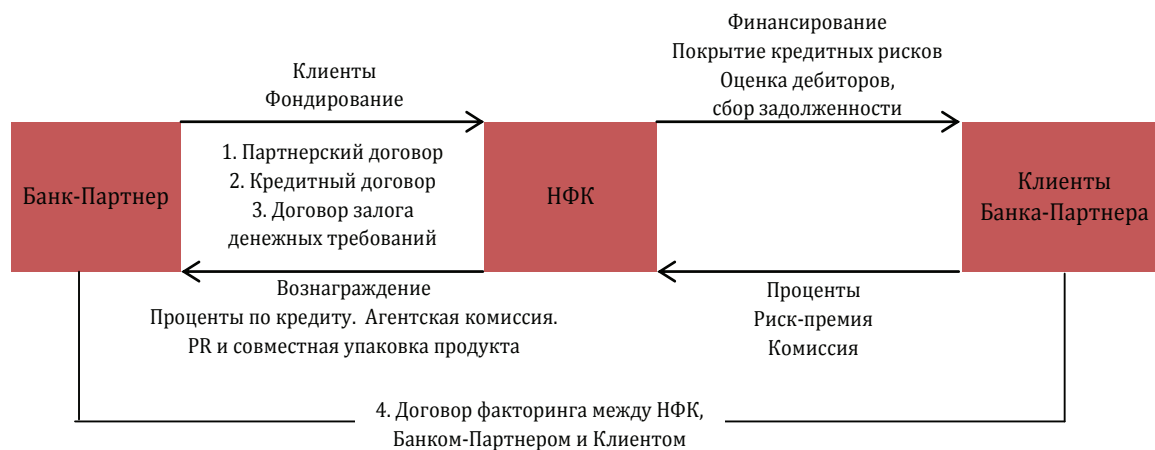 Финансирование
Покрытие кредитных рисков
Оценка дебиторов,
сбор задолженности
Клиенты
Фондирование
Банк-Партнер
1. Партнерский договор
2. Кредитный договор
3. Договор залога
денежных требований
НФК
Клиенты
Банка-Партнера
Вознаграждение
Проценты по кредиту. Агентская комиссия.
PR и совместная упаковка продукта
Проценты
Риск-премия
Комиссия
4. Договор факторинга между НФК,
Банком-Партнером и Клиентом